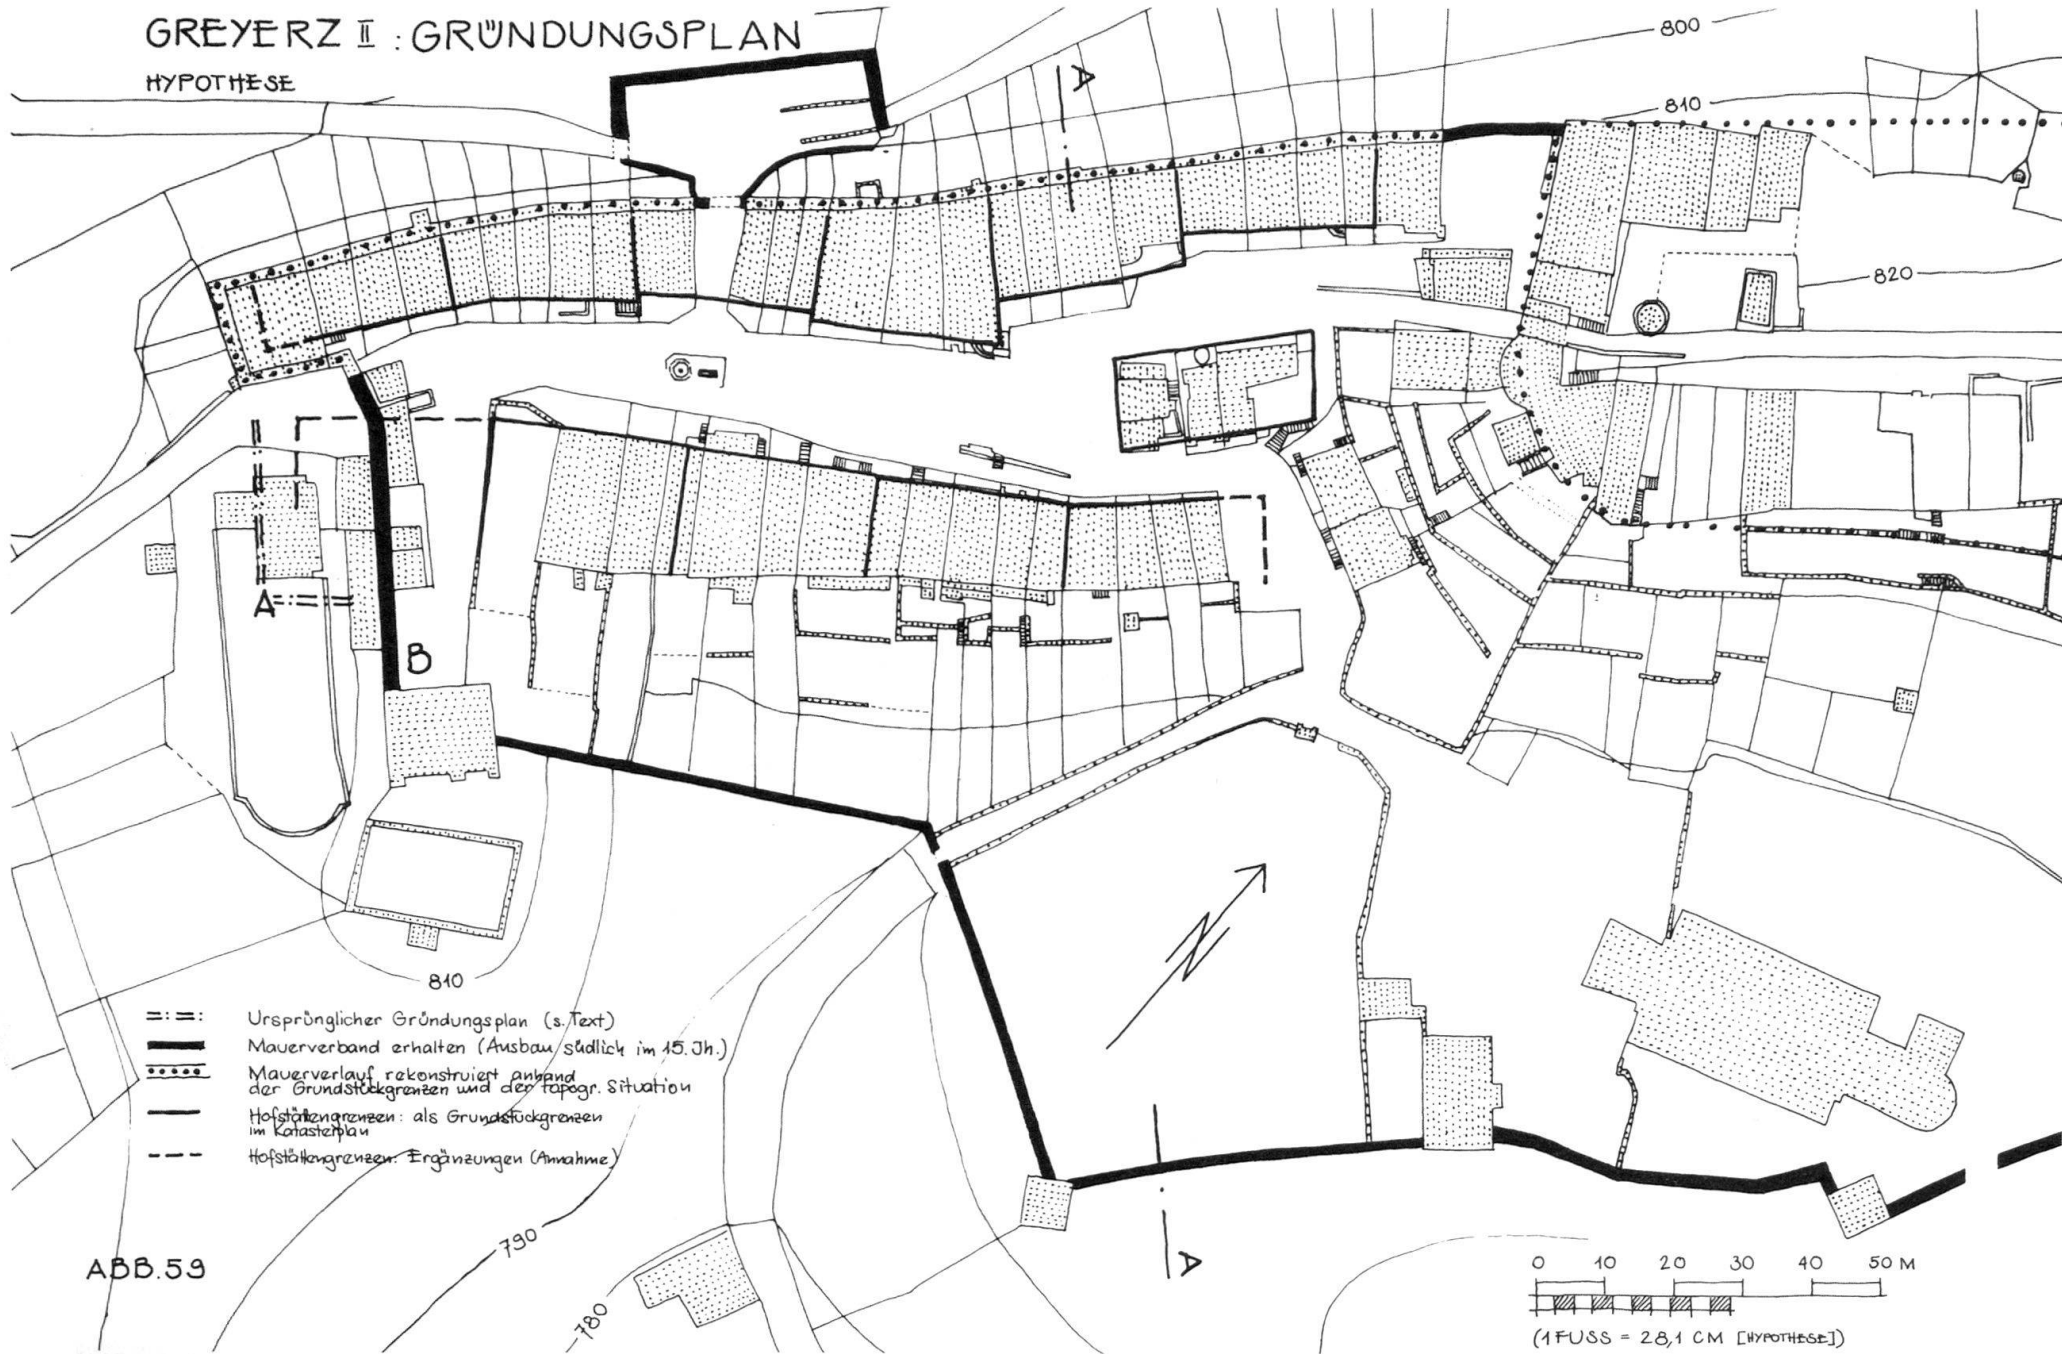 GREYERZ II : GRÜNDUNGSPLAN
HYPOTHESE
800
810
820
A
A
B
810
Ursprünglicher Gründungsplan (s. Text)
Mauerverband erhalten (Ausbau südlich im 15. Jh.)
Mauerverlauf rekonstruiert anhand
der Grundstückgrenzen und der topogr. Situation
Hofstättengrenzen: als Grundstückgrenzen
im Katasterplan
Hofstättengrenzen: Ergänzungen (Annahme)
N
790
780
A
ABB. 59
0 10 20 30 40 50 M
(1 FUSS = 28,1 CM [HYPOTHESE])